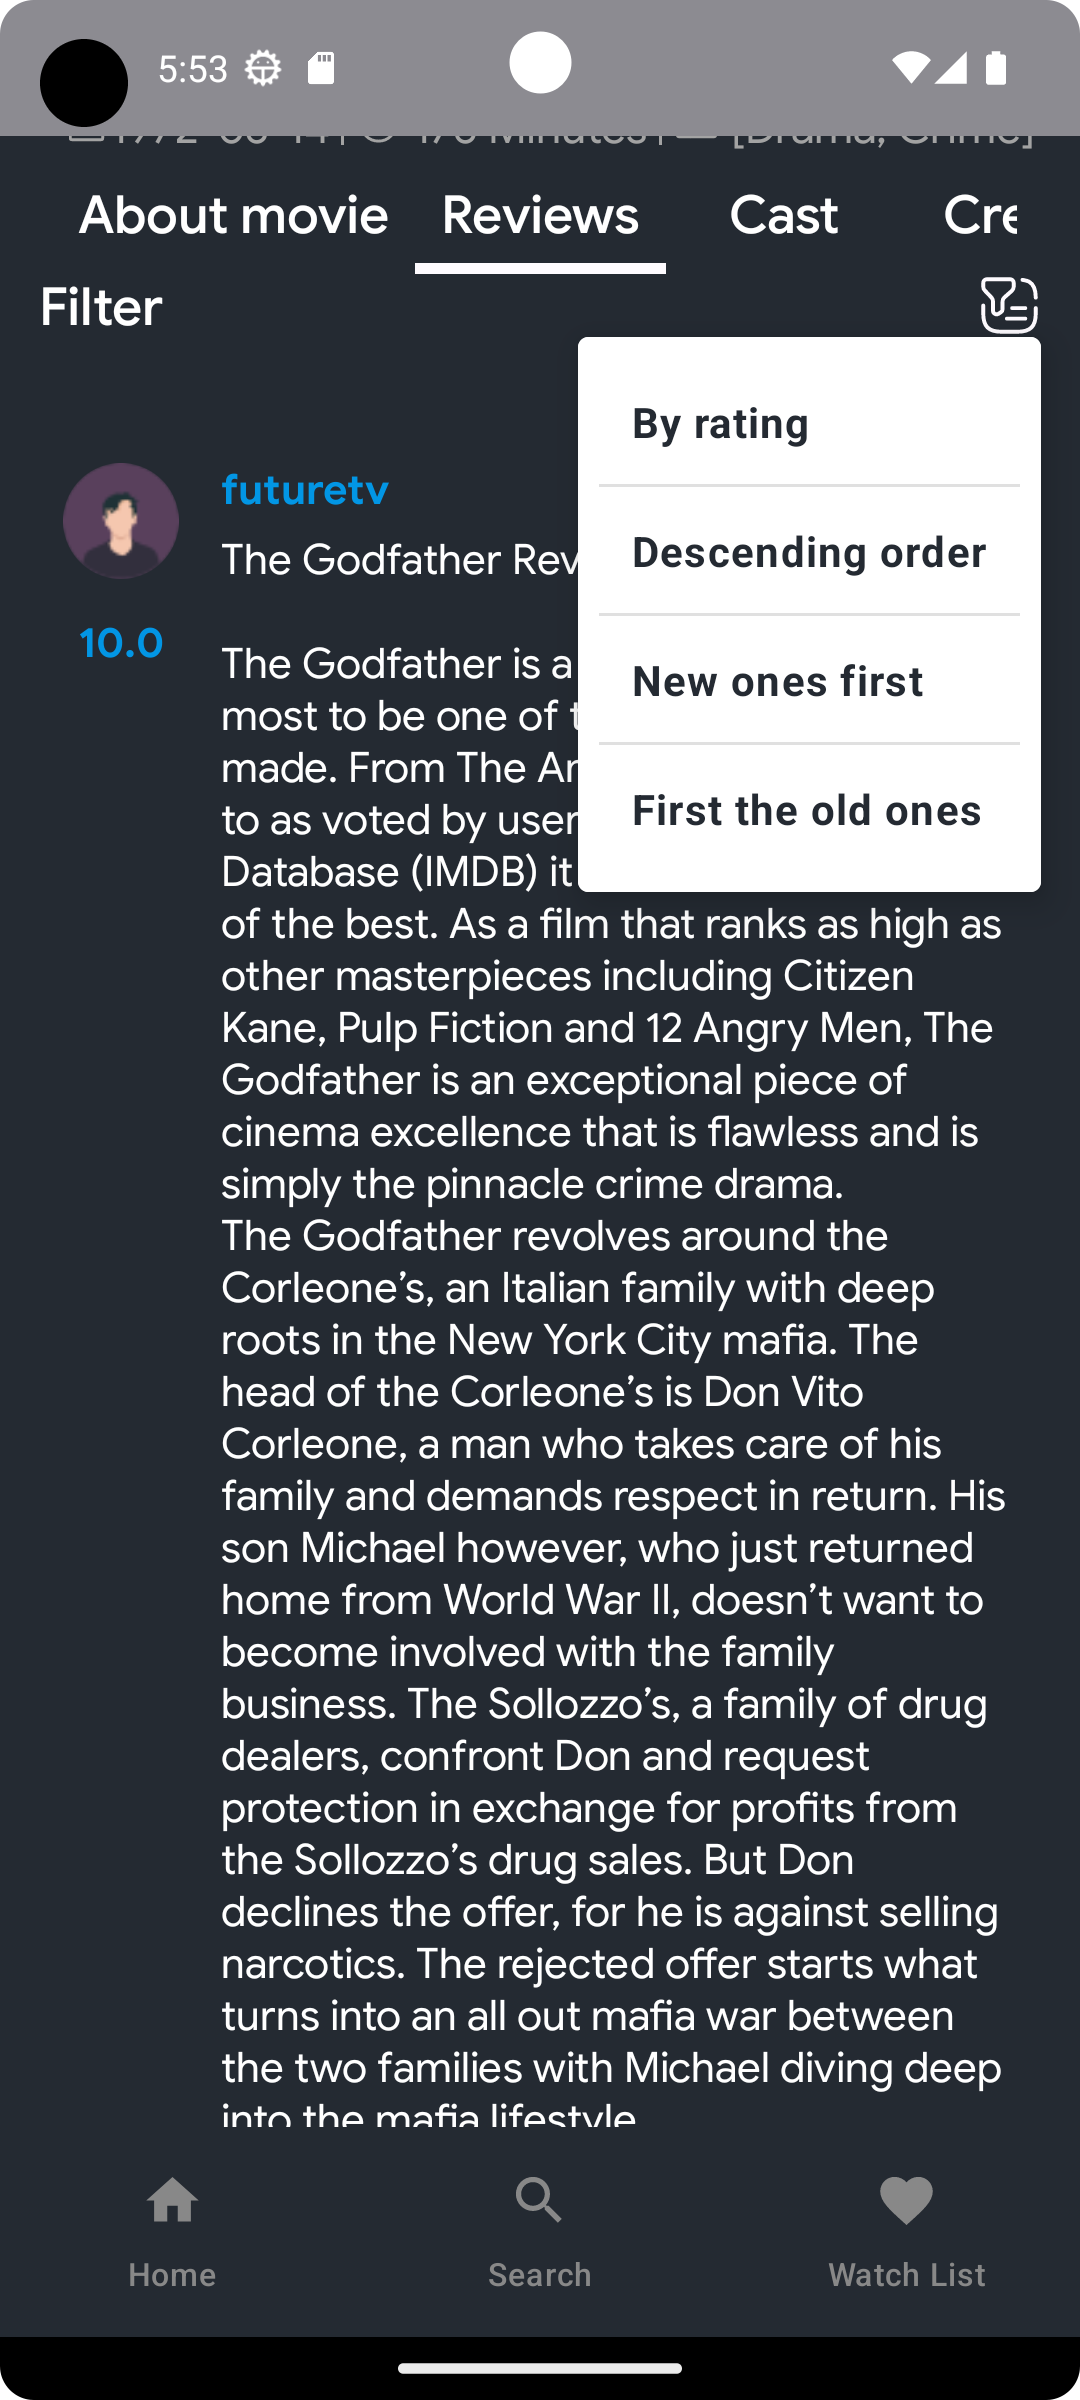 5:53
About movie Reviews Cast Cre
Filter
By rating
Descending order
New ones first
First the old ones
futuretv
The Godfather Rev
10.0
The Godfather is a
most to be one of
made. From The
to as voted by user
Database (IMDB) it
of the best. As a film that ranks as high as
other masterpieces including Citizen
Kane, Pulp Fiction and 12 Angry Men, The
Godfather is an exceptional piece of
cinema excellence that is flawless and is
simply the pinnacle crime drama.
The Godfather revolves around the
Corleone’s, an Italian family with deep
roots in the New York City mafia. The
head of the Corleone’s is Don Vito
Corleone, a man who takes care of his
family and demands respect in return. His
son Michael however, who just returned
home from World War II, doesn’t want to
become involved with the family
business. The Sollozzo’s, a family of drug
dealers, confront Don and request
protection in exchange for profits from
the Sollozzo’s drug sales. But Don
declines the offer, for he is against selling
narcotics. The rejected offer starts what
turns into an all out mafia war between
the two families with Michael diving deep
into the mafia lifestyle
Home Search Watch List